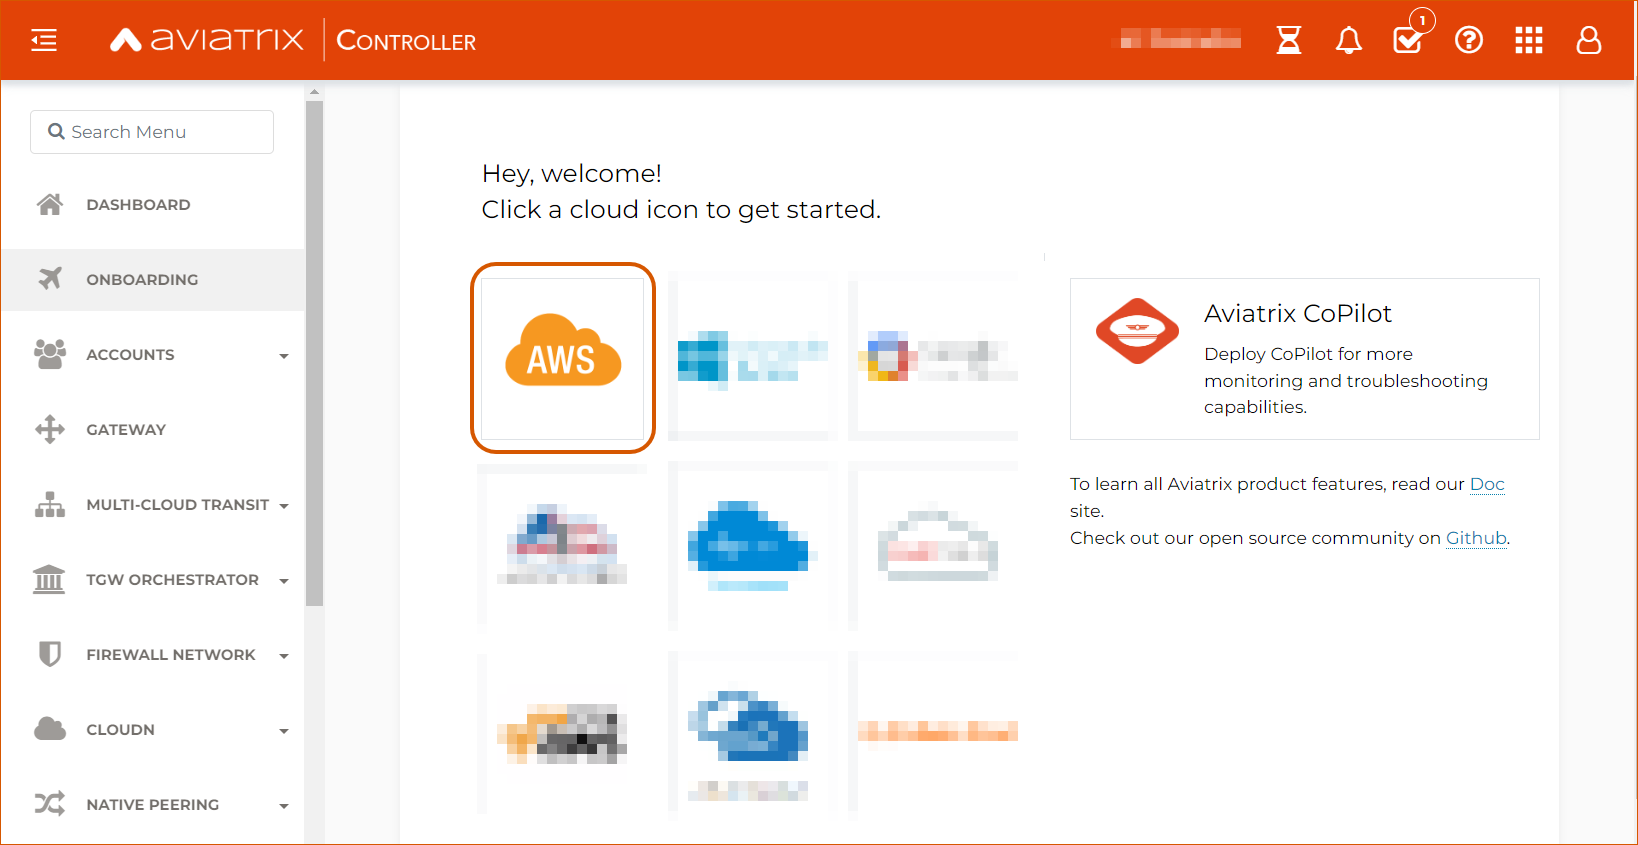 aviatrix CONTROLLER
1
Search Menu
DASHBOARD
ONBOARDING
ACCOUNTS
GATEWAY
MULTI-CLOUD TRANSIT
TGW ORCHESTRATOR
FIREWALL NETWORK
CLOUDN
NATIVE PEERING
Hey, welcome!
Click a cloud icon to get started.
AWS
Aviatrix CoPilot
Deploy CoPilot for more
monitoring and troubleshooting
capabilities.
To learn all Aviatrix product features, read our Doc
site.
Check out our open source community on Github.